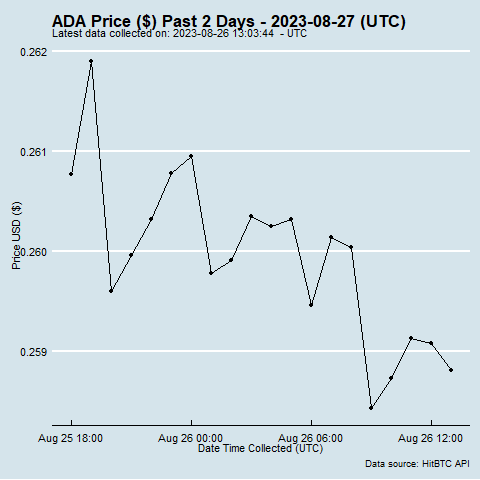 ADA Price ($) Past 2 Days - 2023-08-27 (UTC)
Latest data collected on: 2023-08-26 13:03:44  - UTC
0.262
0.261
0.260
0.259
Price USD ($)
Aug 25 18:00 Aug 26 00:00 Aug 26 06:00 Aug 26 12:00
Date Time Collected (UTC)
Data source: HitBTC API